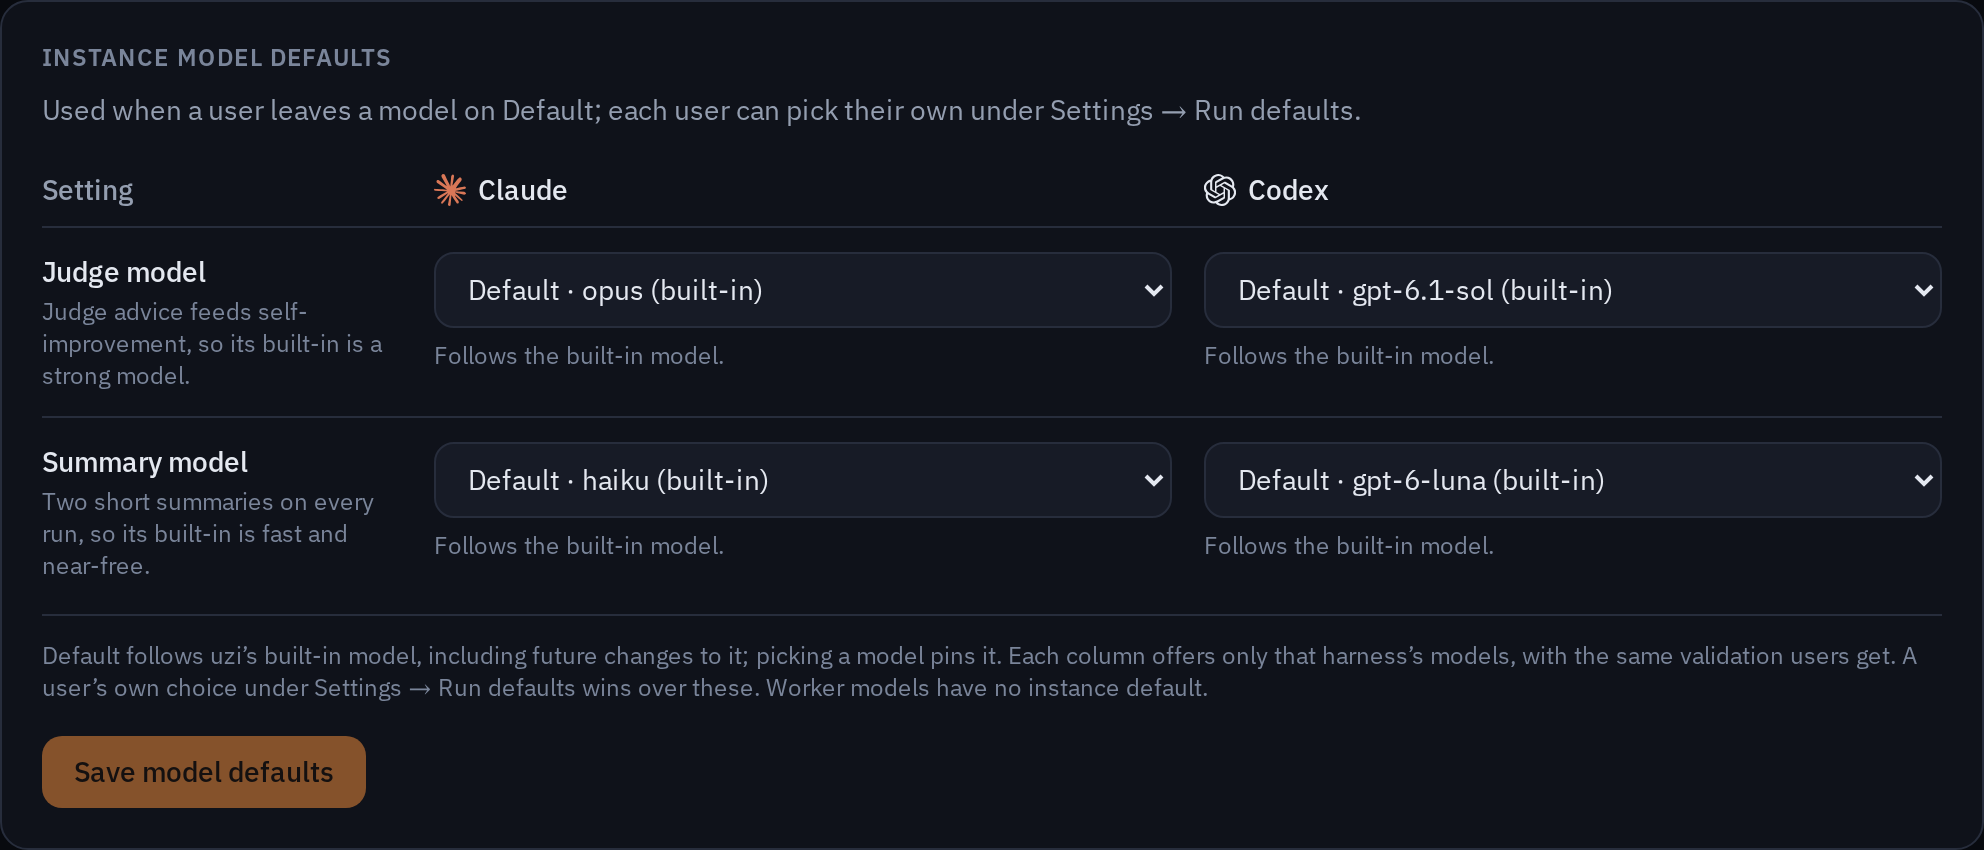 INSTANCE MODEL DEFAULTS
Used when a user leaves a model on Default; each user can pick their own under Settings → Run defaults.
Setting
Claude
Codex
Judge model
Judge advice feeds self-
improvement, so its built-in is a
strong model.
Default · opus (built-in)
Follows the built-in model.
Default · gpt-6.1-sol (built-in)
Follows the built-in model.
Summary model
Two short summaries on every
run, so its built-in is fast and
near-free.
Default · haiku (built-in)
Follows the built-in model.
Default · gpt-6-luna (built-in)
Follows the built-in model.
Default follows uzi’s built-in model, including future changes to it; picking a model pins it. Each column offers only that harness’s models, with the same validation users get. A
user’s own choice under Settings → Run defaults wins over these. Worker models have no instance default.
Save model defaults